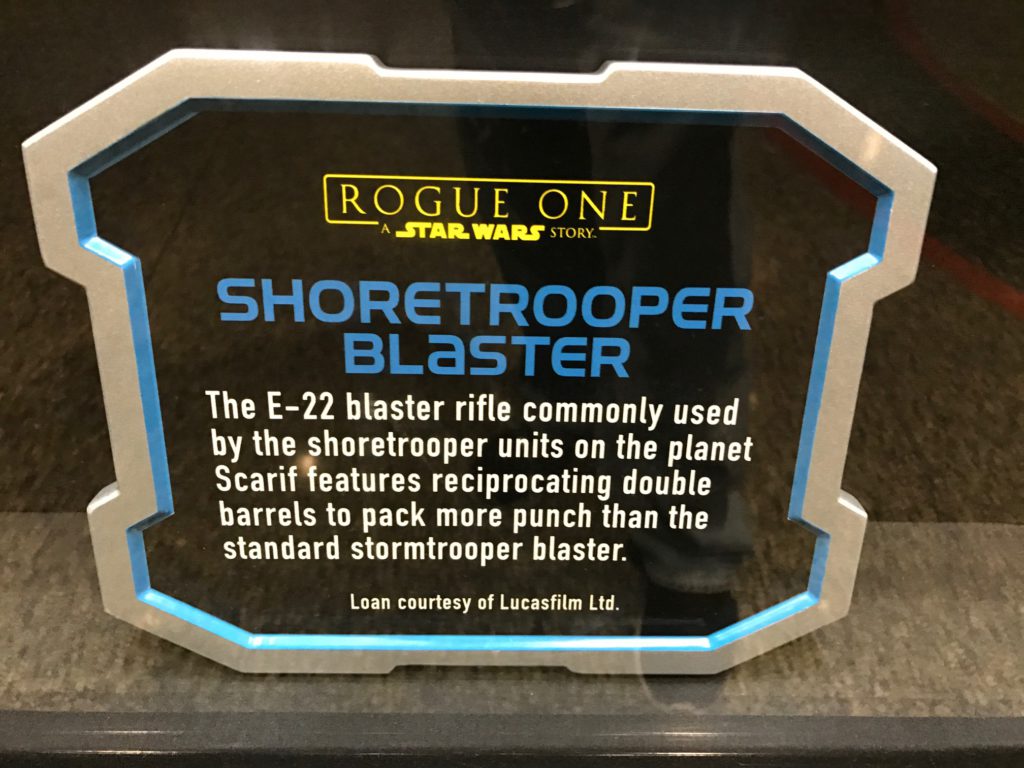 ROGUE ONE
A STAR WARS STORY™
SHORETROOPER
BLaSTER
The E-22 blaster rifle commonly used
by the shoretrooper units on the planet
Scarif features reciprocating double
barrels to pack more punch than the
standard stormtrooper blaster.
Loan courtesy of Lucasfilm Ltd.